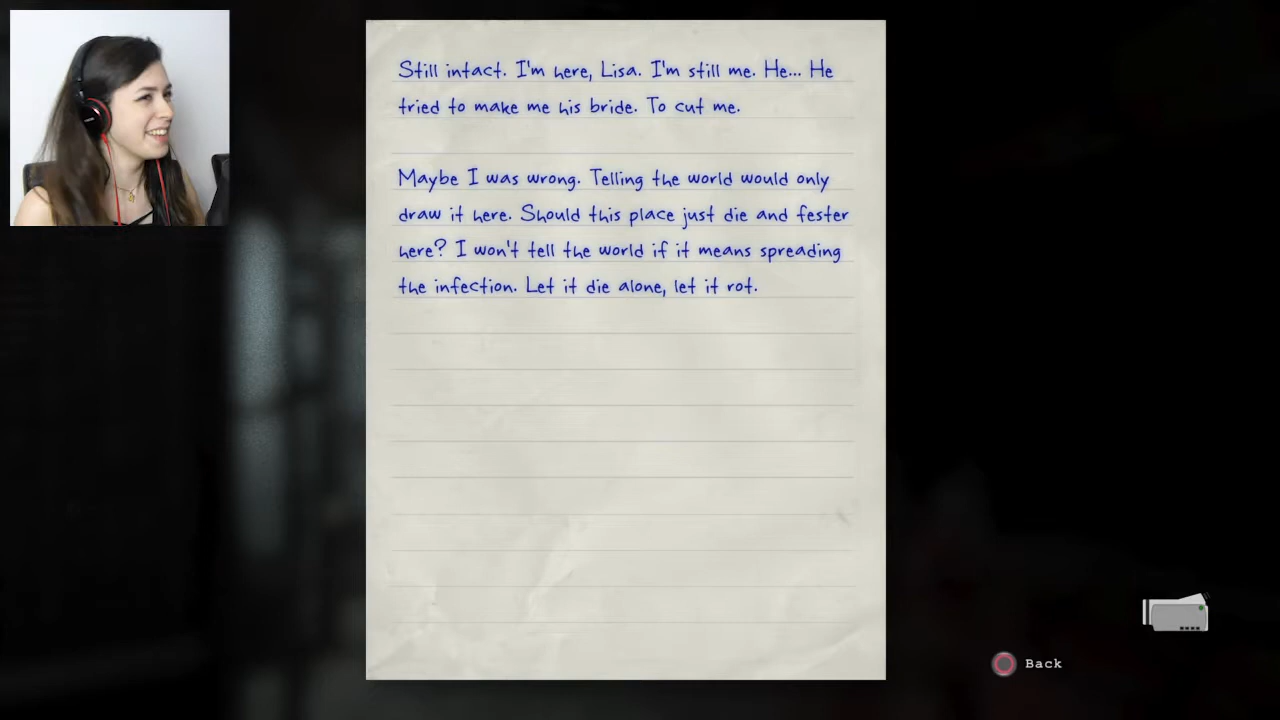 Still intact. I'm here, Lisa. I'm still me. He... He
tried to make me his bride. To cut me.
Maybe I was wrong. Telling the world would only
draw it here. Should this place just die and fester
here? I won't tell the world if it means spreading
the infection. Let it die alone, let it rot.
Back